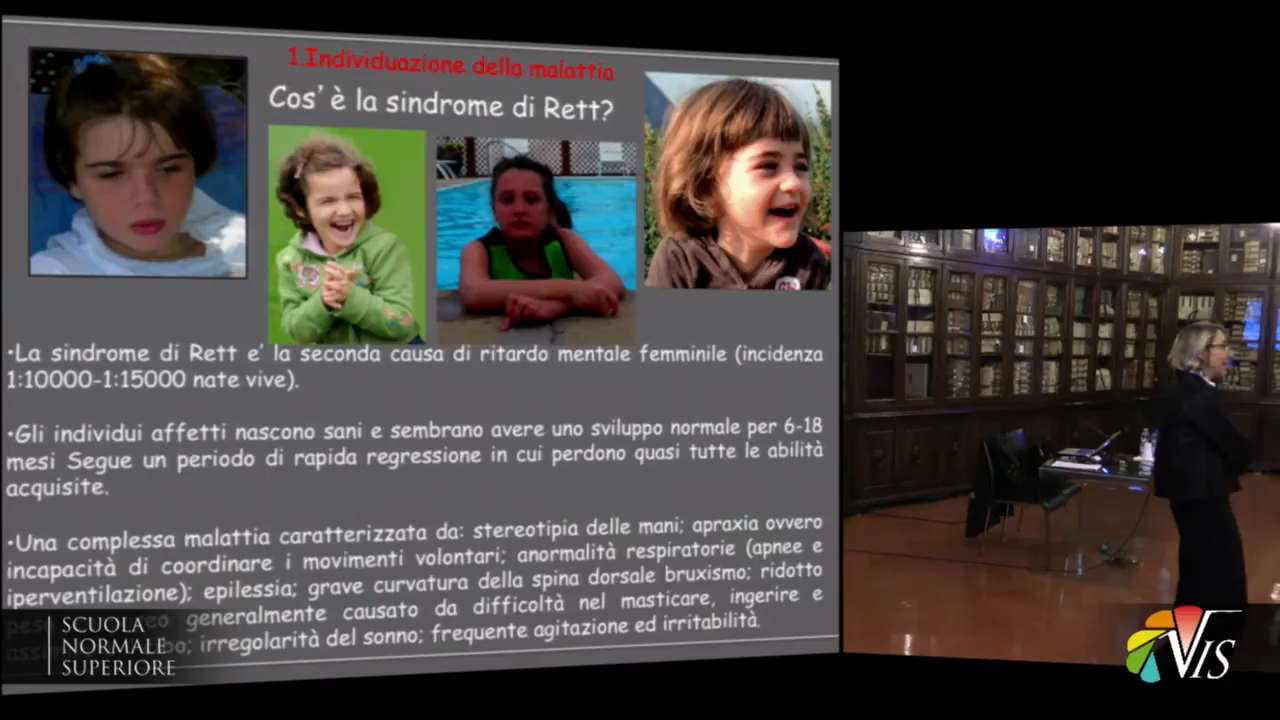 1.Individuazione della malattia
Cos' è la sindrome di Rett?
•La sindrome di Rett e' la seconda causa di ritardo mentale femminile (incidenza
1:10000-1:15000 nate vive).
•Gli individui affetti nascono sani e sembrano avere uno sviluppo normale per 6-18
mesi Segue un periodo di rapida regressione in cui perdono quasi tutte le abilità
acquisite.
•Una complessa malattia caratterizzata da: stereotipia delle mani; apraxia ovvero
incapacità di coordinare i movimenti volontari; anormalità respiratorie (apnee e
iperventilazione); epilessia; grave curvatura della spina dorsale bruxismo; ridotto
generalmente causato da difficoltà nel masticare, ingerire e
irregolarità del sonno; frequente agitazione ed irritabilità.
SCUOLA
NORMALE
SUPERIORE
VIS